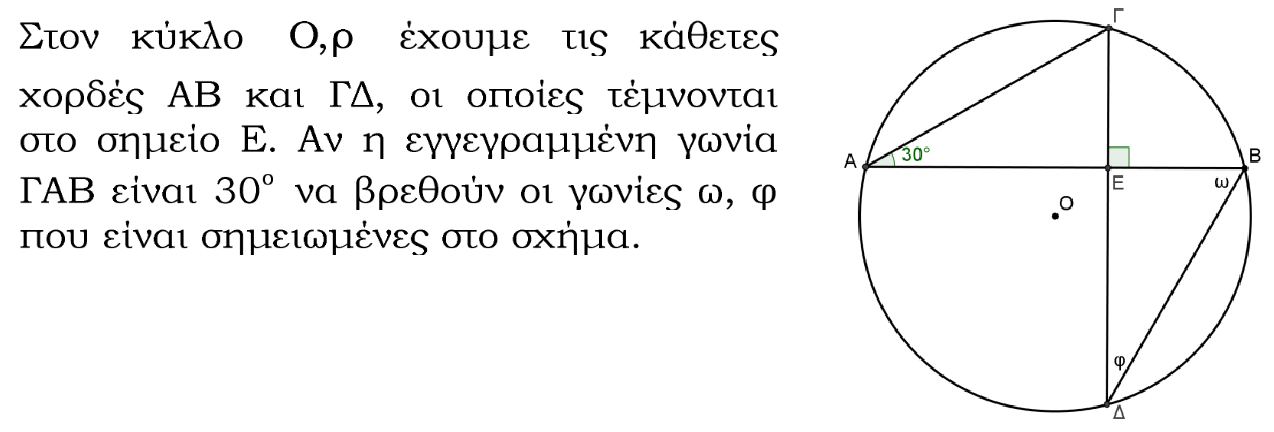 Στον κύκλο Ο,ρ έχουμε τις κάθετες
χορδές ΑΒ και ΓΔ, οι οποίες τέμνονται
στο σημείο Ε. Αν η εγγεγραμμένη γωνία
ΓΑΒ είναι 30° να βρεθούν οι γωνίες ω, φ
που είναι σημειωμένες στο σχήμα.
Γ
Α
30°
Β
Ε
ω
Ο
φ
Δ